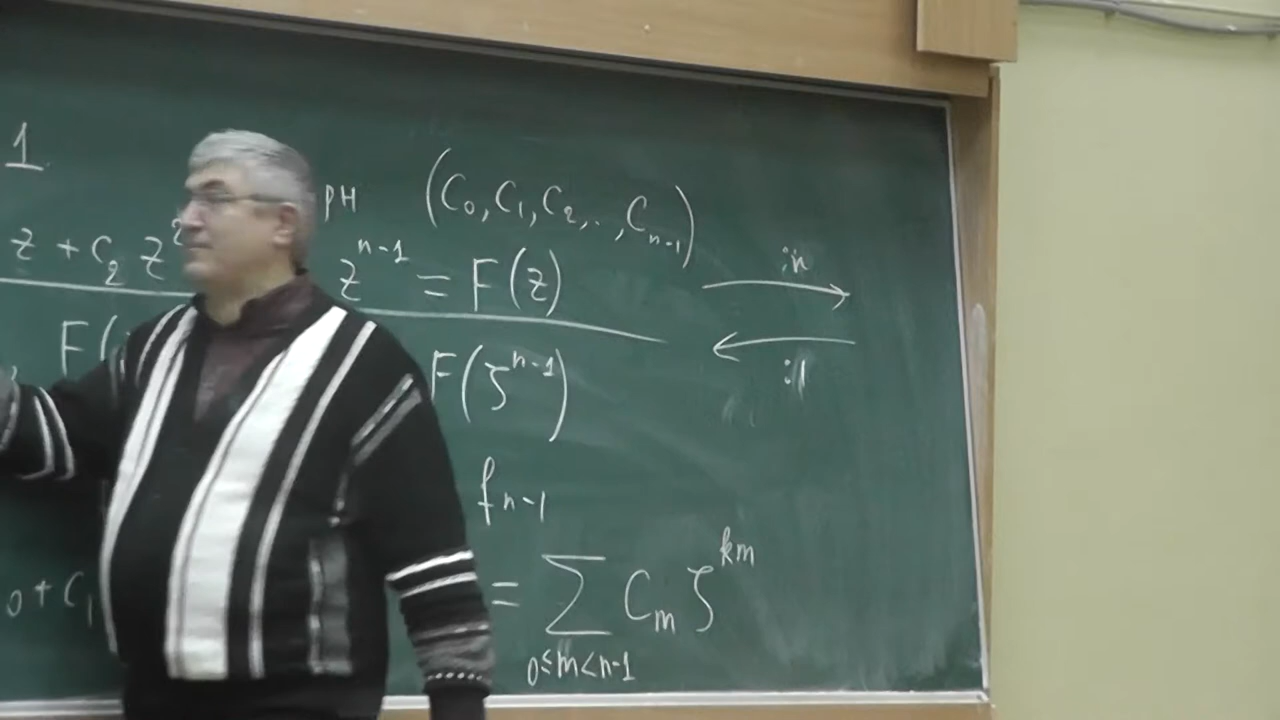 1
рн (C₀, C₁, C₂, .. , Cₙ₋₁)
z + c₂ z² zⁿ⁻¹ = F(z)
:n
F( F(ζⁿ⁻¹)
fₙ₋₁
0 + C₁ = ∑ Cₘ ζᵏᵐ
0≤m<n-1